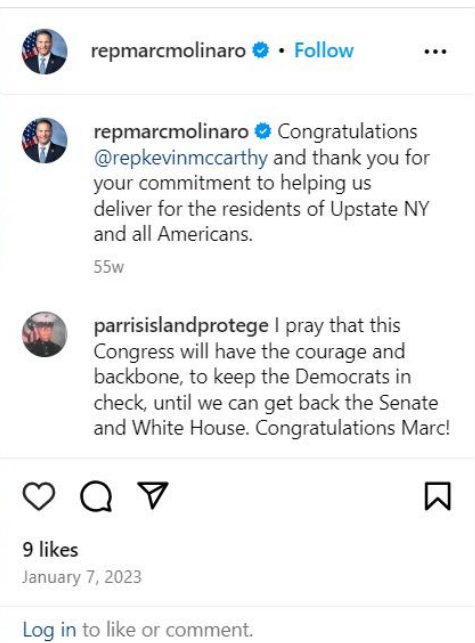 repmarcmolinaro • Follow
repmarcmolinaro Congratulations
@repkevinmccarthy and thank you for
your commitment to helping us
deliver for the residents of Upstate NY
and all Americans.
55w
parrisislandprotege I pray that this
Congress will have the courage and
backbone, to keep the Democrats in
check, until we can get back the Senate
and White House. Congratulations Marc!
9 likes
January 7, 2023
Log in to like or comment.